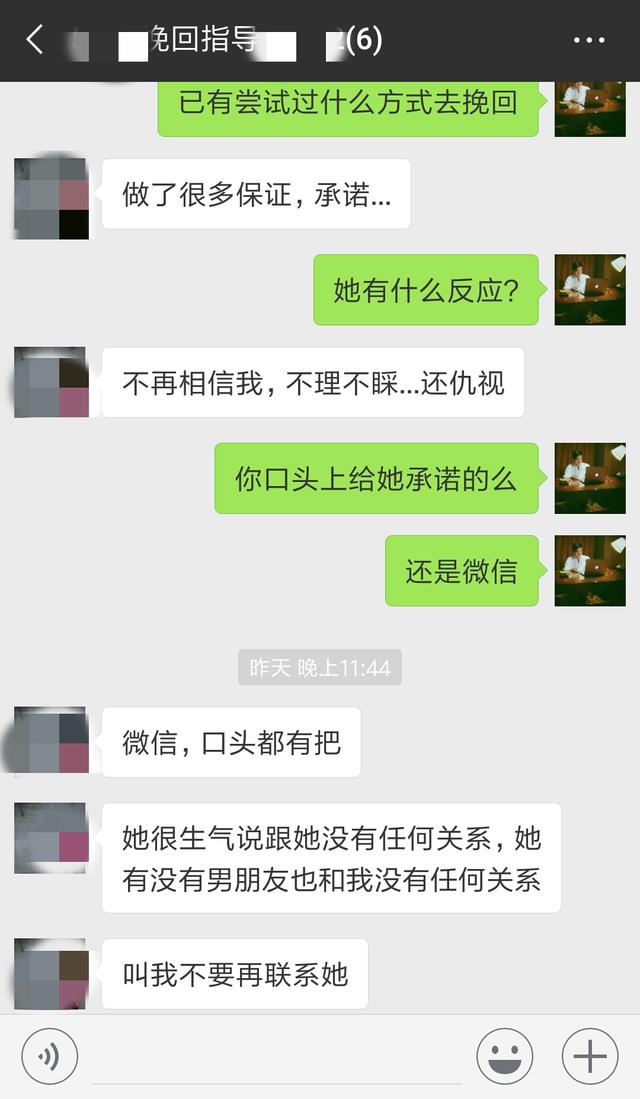 挽回指导
(6)
已有尝试过什么方式去挽回
做了很多保证，承诺...
她有什么反应?
不再相信我，不理不睬...还仇视
你口头上给她承诺的么
还是微信
昨天 晚上11:44
微信，口头都有把
她很生气说跟她没有任何关系，她
有没有男朋友也和我没有任何关系
叫我不要再联系她